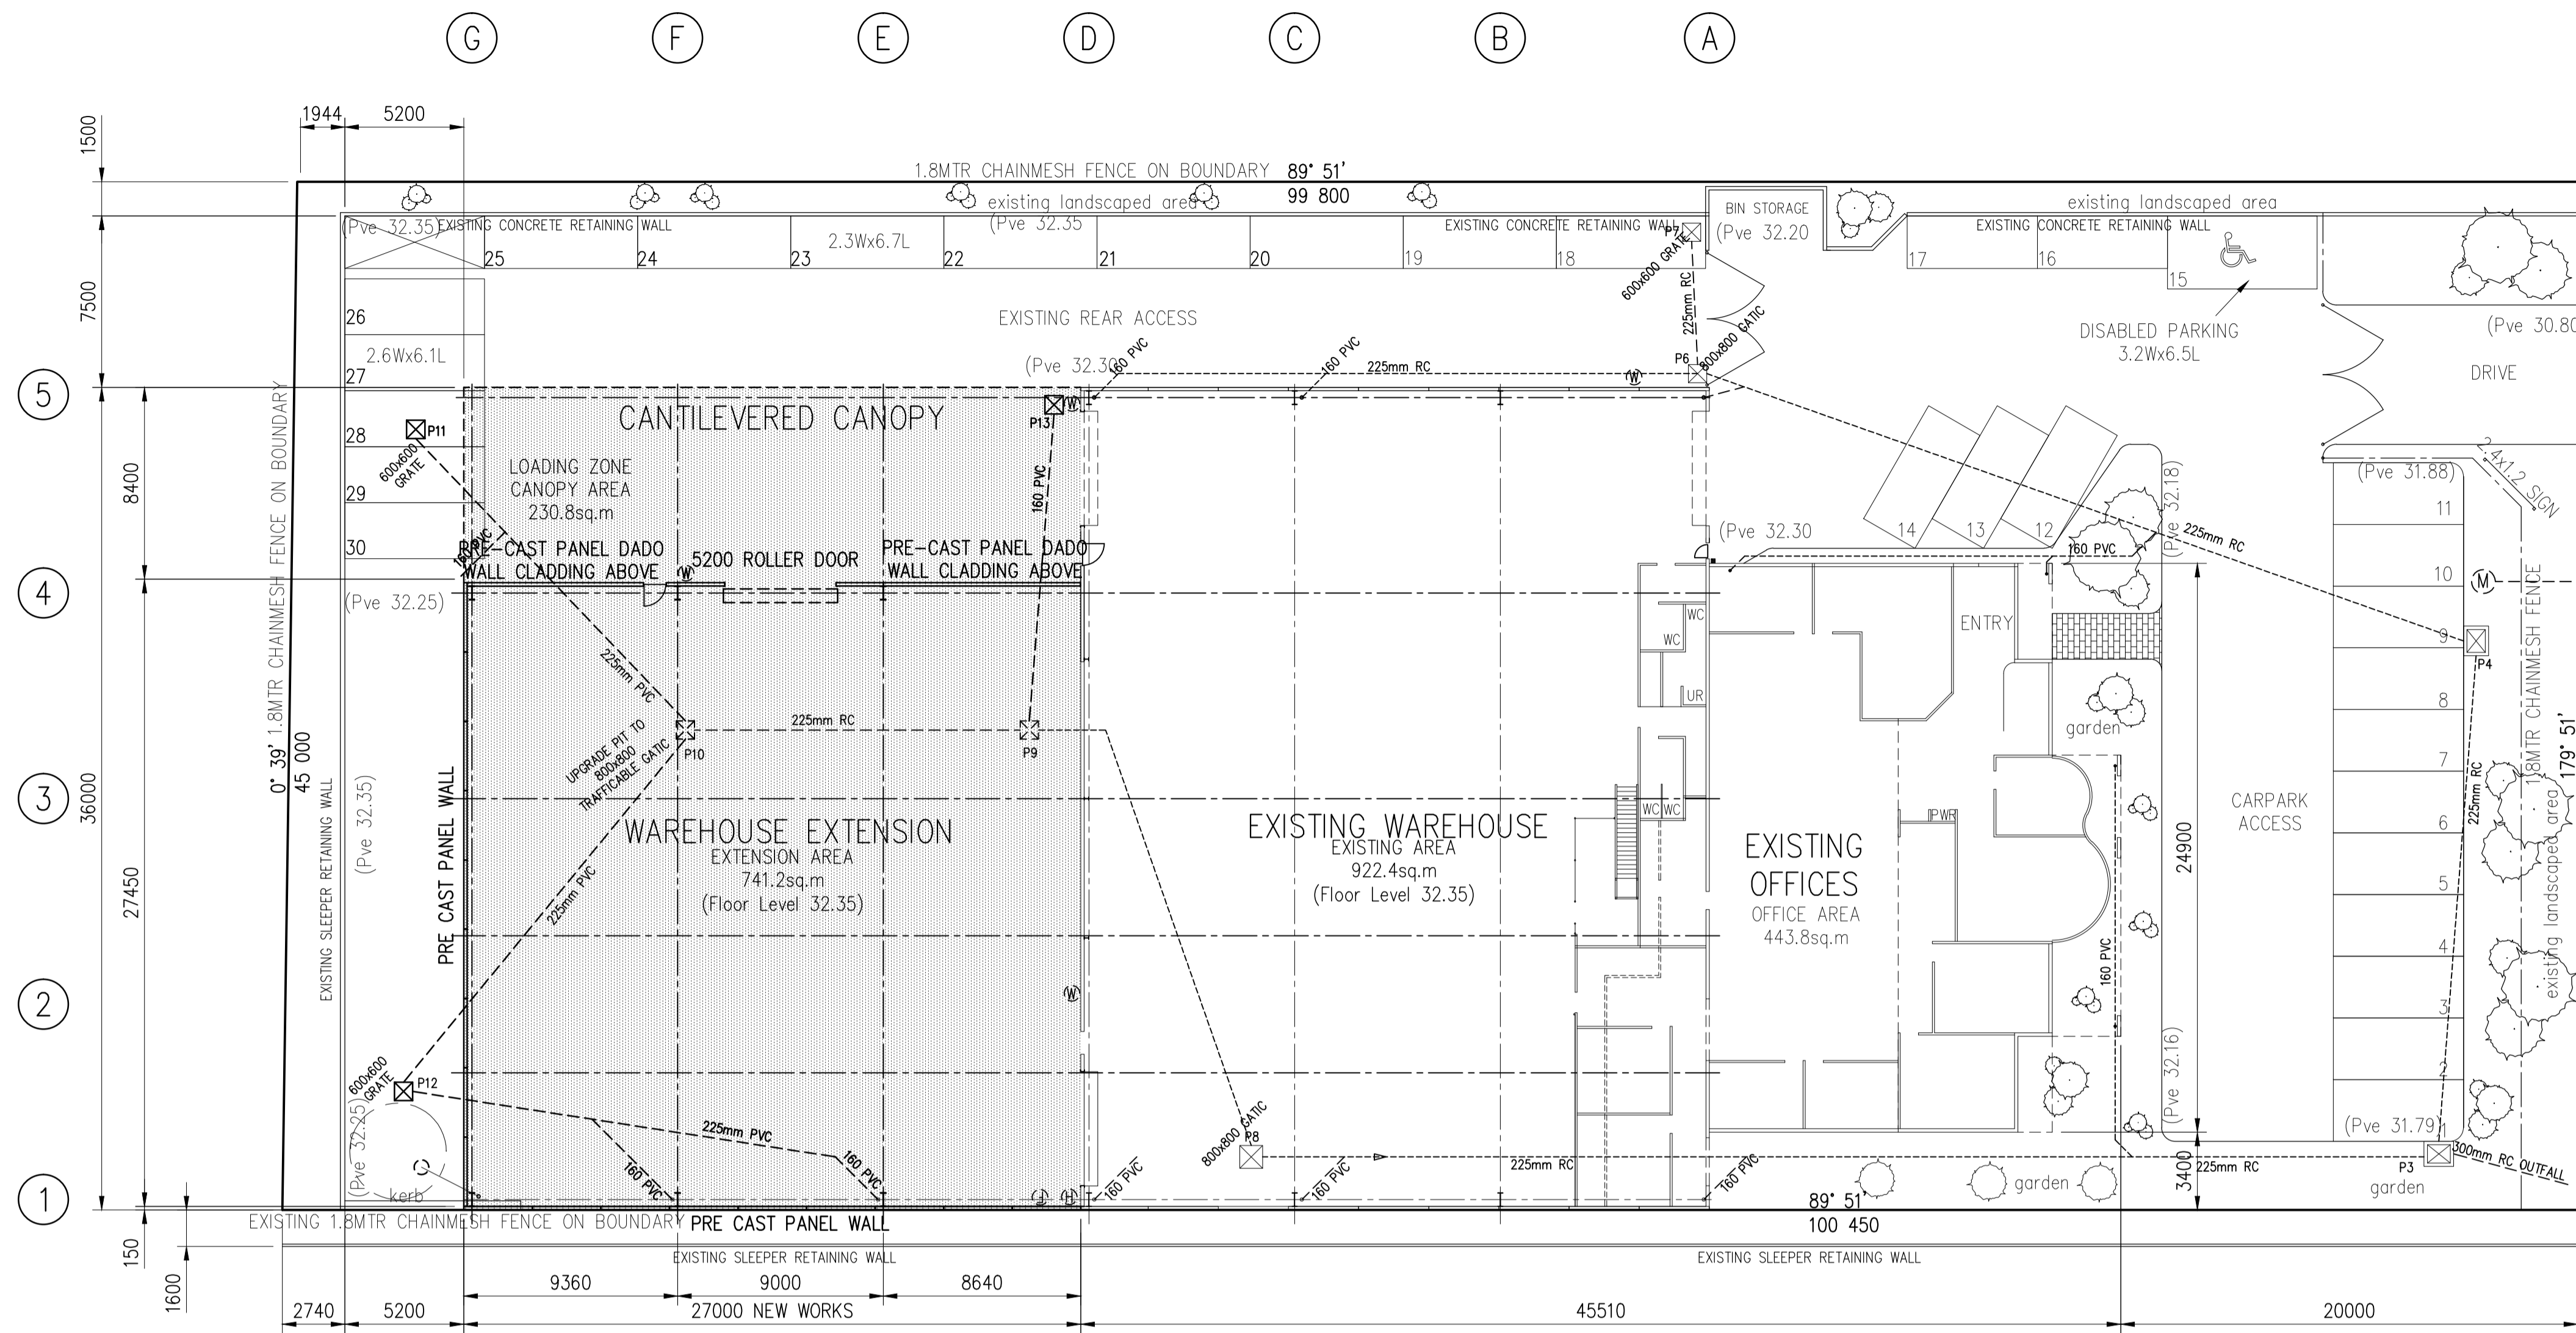 G
F
E
D
C
B
A
1944
5200
1500
1.8MTR CHAINMESH FENCE ON BOUNDARY
89° 51'
99 800
existing landscaped area
existing landscaped area
(Pve 32.35)
EXISTING CONCRETE RETAINING WALL
(Pve 32.35
EXISTING CONCRETE RETAINING WALL
BIN STORAGE
(Pve 32.20
EXISTING CONCRETE RETAINING WALL
2.3Wx6.7L
P7
600x600 GRATE
25
24
23
22
21
20
19
18
17
16
15
7500
26
2.6Wx6.1L
27
EXISTING REAR ACCESS
225mm RC
DISABLED PARKING
3.2Wx6.5L
(Pve 30.80
(Pve 32.30
160 PVC
160 PVC
225mm RC
P6
800x800 GATIC
W
DRIVE
5
CANTILEVERED CANOPY
P13
W
P11
28
600x600
GRATE
LOADING ZONE
CANOPY AREA
230.8sq.m
160 PVC
8400
29
30
(Pve 31.88)
2.4x1.2 SIGN
11
(Pve 32.18)
(Pve 32.30
14
13
12
225mm RC
160 PVC
160 PVC
PRE-CAST PANEL DADO
WALL CLADDING ABOVE
5200 ROLLER DOOR
PRE-CAST PANEL DADO
WALL CLADDING ABOVE
W
4
(Pve 32.25)
10
M
1.8MTR CHAINMESH FENCE
WC
WC
ENTRY
9
P4
1.8MTR CHAINMESH FENCE ON BOUNDARY
0° 39'
45 000
225mm PVC
UR
8
garden
225mm RC
P10
P9
UPGRADE PIT TO
800x800
TRAFFICABLE GATIC
179° 51'
7
225mm RC
3
36000
EXISTING SLEEPER RETAINING WALL
(Pve 32.35)
PRE CAST PANEL WALL
WAREHOUSE EXTENSION
EXTENSION AREA
741.2sq.m
(Floor Level 32.35)
EXISTING WAREHOUSE
EXISTING AREA
922.4sq.m
(Floor Level 32.35)
WC
WC
PWR
EXISTING
OFFICES
OFFICE AREA
443.8sq.m
CARPARK
ACCESS
6
24900
27450
225mm PVC
5
existing landscaped area
4
160 PVC
2
W
3
(Pve 32.16)
2
600x600
GRATE
P12
(Pve 32.25)
225mm PVC
800x800 GATIC
P8
(Pve 31.79)
1
225mm RC
225mm RC
P3
300mm RC OUTFALL
3400
160 PVC
160 PVC
160 PVC
160 PVC
160 PVC
kerb
H
garden
garden
1
89° 51'
100 450
EXISTING 1.8MTR CHAINMESH FENCE ON BOUNDARY
PRE CAST PANEL WALL
150
1600
EXISTING SLEEPER RETAINING WALL
EXISTING SLEEPER RETAINING WALL
9360
9000
8640
2740
5200
27000 NEW WORKS
45510
20000